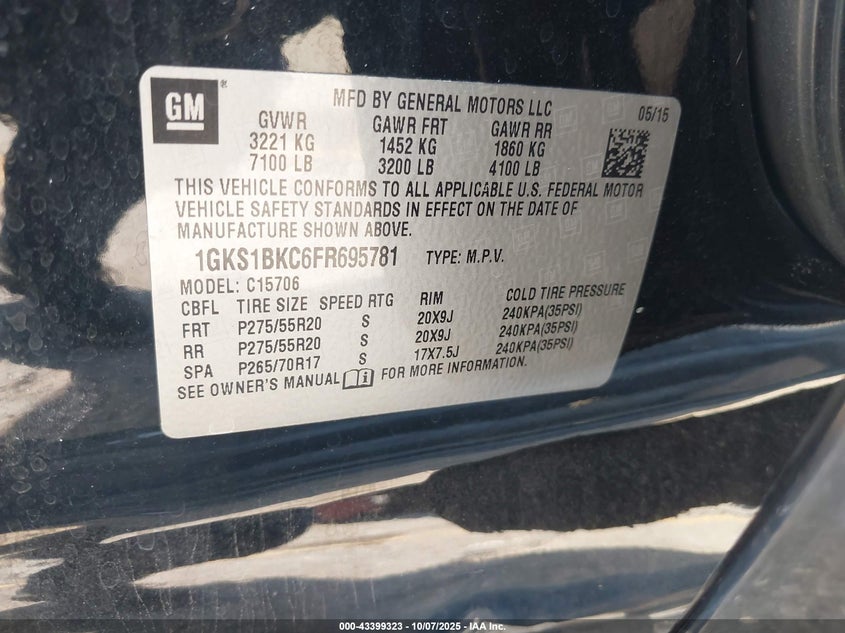 GM ®
MFD BY GENERAL MOTORS LLC 05/15
GVWR GAWR FRT GAWR RR
3221 KG 1452 KG 1860 KG
7100 LB 3200 LB 4100 LB
THIS VEHICLE CONFORMS TO ALL APPLICABLE U.S. FEDERAL MOTOR
VEHICLE SAFETY STANDARDS IN EFFECT ON THE DATE OF
MANUFACTURE SHOWN ABOVE.
1GKS1BKC6FR695781 TYPE: M.P.V.
MODEL: C15706
CBFL TIRE SIZE SPEED RTG RIM COLD TIRE PRESSURE
FRT P275/55R20 S 20X9J 240KPA(35PSI)
RR P275/55R20 S 20X9J 240KPA(35PSI)
SPA P265/70R17 S 17X7.5J 240KPA(35PSI)
SEE OWNER'S MANUAL FOR MORE INFORMATION.
000-43399323 - 10/07/2025 - IAA Inc.